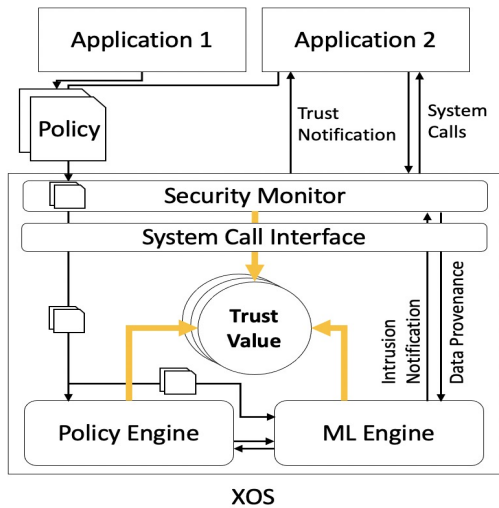 Application 1
Application 2
Policy
Trust
Notification
System
Calls
Security Monitor
System Call Interface
Trust
Value
Intrusion
Notification
Data Provenance
Policy Engine
ML Engine
XOS